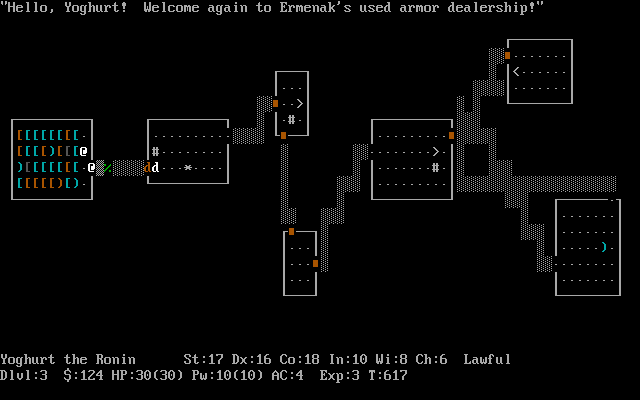 "Hello, Yoghurt!  Welcome again to Ermenak's used armor dealership!"
Yoghurt the Ronin      St:17 Dx:16 Co:18 In:10 Wi:8 Ch:6  Lawful
Dlvl:3  $:124 HP:30(30) Pw:10(10) AC:4  Exp:3 T:617